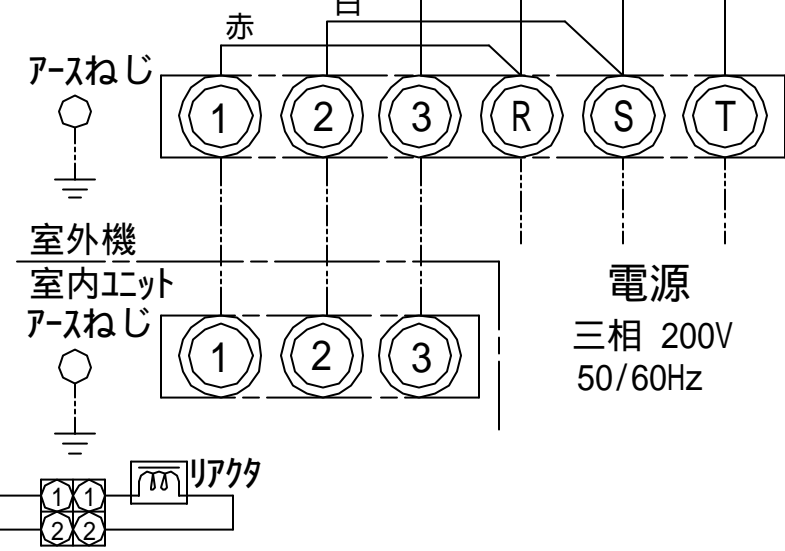 白
赤
アースねじ
1 2 3 R S T
室外機
室内ユニット
アースねじ
電源
三相 200V
50/60Hz
1 2 3
リアクタ
1 1
2 2